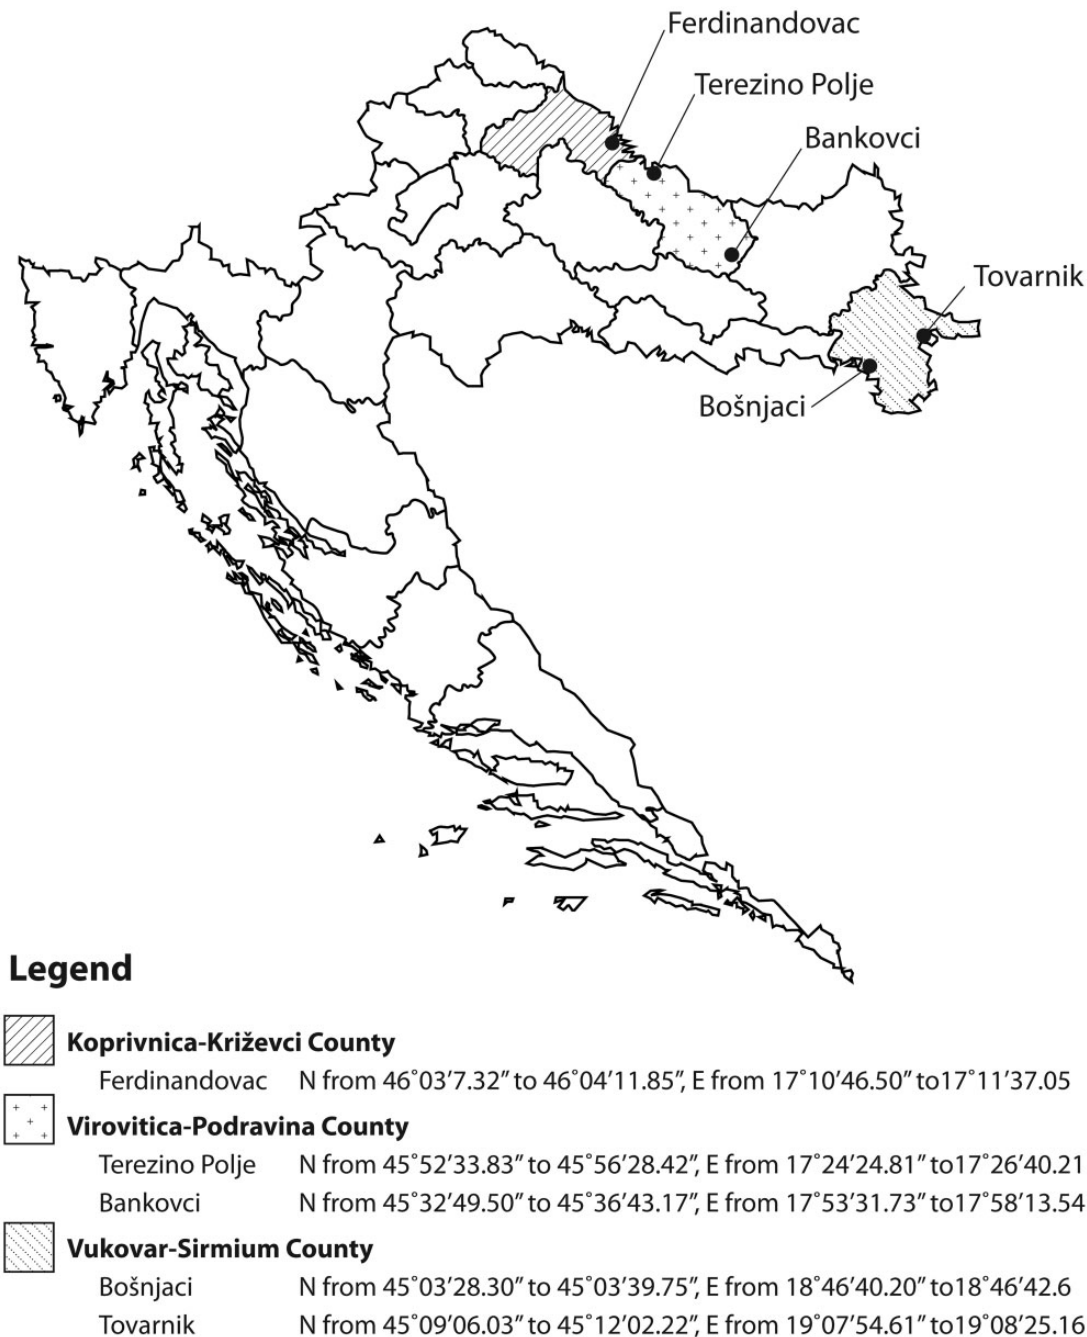 Ferdinandovac
Terezino Polje
Bankovci
Tovarnik
Bošnjaci
Legend
Koprivnica-Križevci County
Ferdinandovac N from 46˚03’7.32” to 46˚04’11.85”, E from 17˚10’46.50” to17˚11’37.05
Virovitica-Podravina County
Terezino Polje N from 45˚52’33.83” to 45˚56’28.42”, E from 17˚24’24.81” to17˚26’40.21
Bankovci N from 45˚32’49.50” to 45˚36’43.17”, E from 17˚53’31.73” to17˚58’13.54
Vukovar-Sirmium County
Bošnjaci N from 45˚03’28.30” to 45˚03’39.75”, E from 18˚46’40.20” to18˚46’42.6
Tovarnik N from 45˚09’06.03” to 45˚12’02.22”, E from 19˚07’54.61” to19˚08’25.16